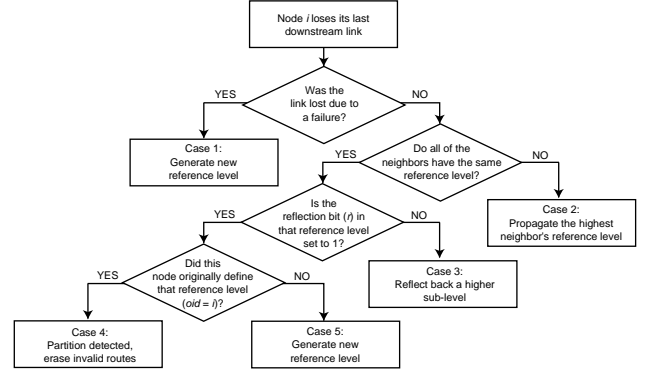 Node i loses its last
downstream link
Was the
link lost due to
a failure?
YES
NO
Case 1:
Generate new
reference level
Do all of the
neighbors have the same
reference level?
YES
NO
Case 2:
Propagate the highest
neighbor's reference level
Is the
reflection bit (r) in
that reference level
set to 1?
YES
NO
Case 3:
Reflect back a higher
sub-level
Did this
node originally define
that reference level
(oid = i)?
YES
NO
Case 4:
Partition detected,
erase invalid routes
Case 5:
Generate new
reference level